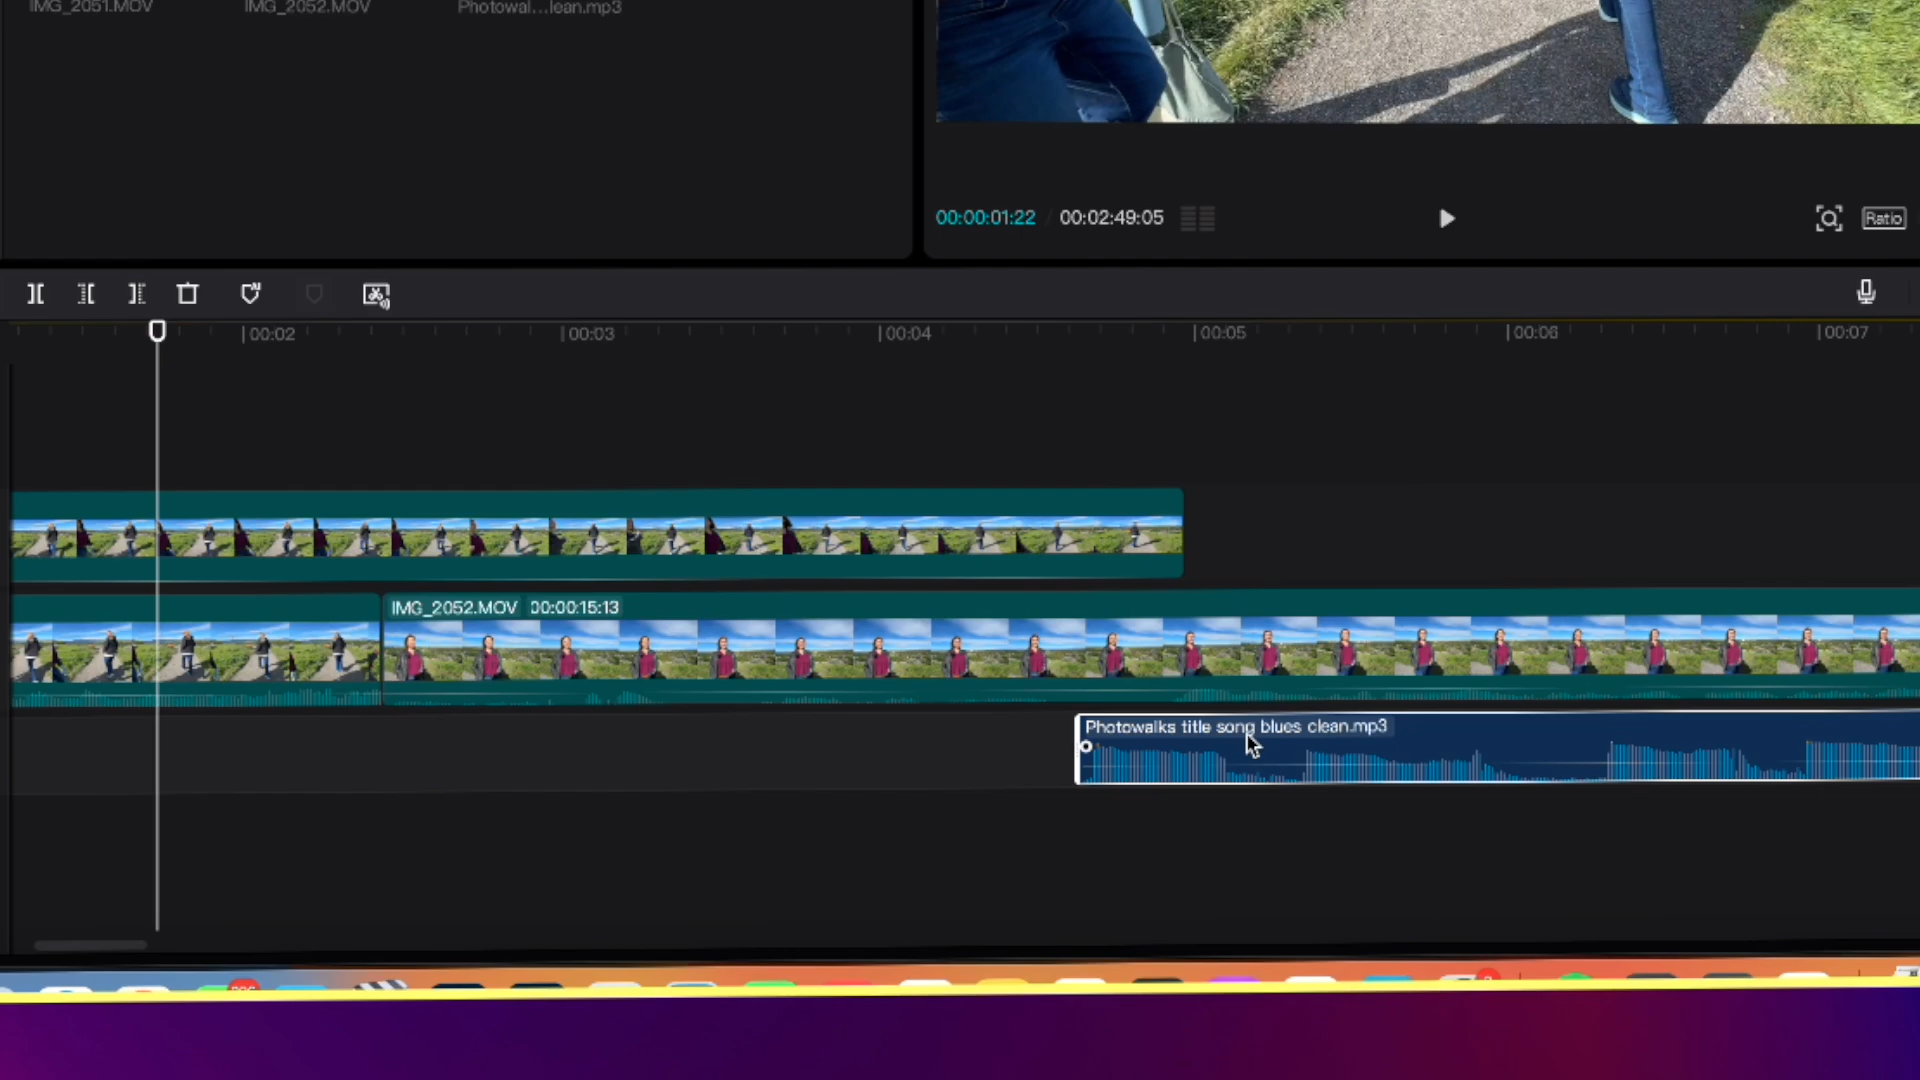 IMG_2051.MOV IMG_2052.MOV Photowal...lean.mp3
00:00:01:22 / 00:02:49:05 Ratio
00:02 00:03 00:04 00:05 00:06 00:07
IMG_2052.MOV 00:00:15:13
Photowalks title song blues clean.mp3